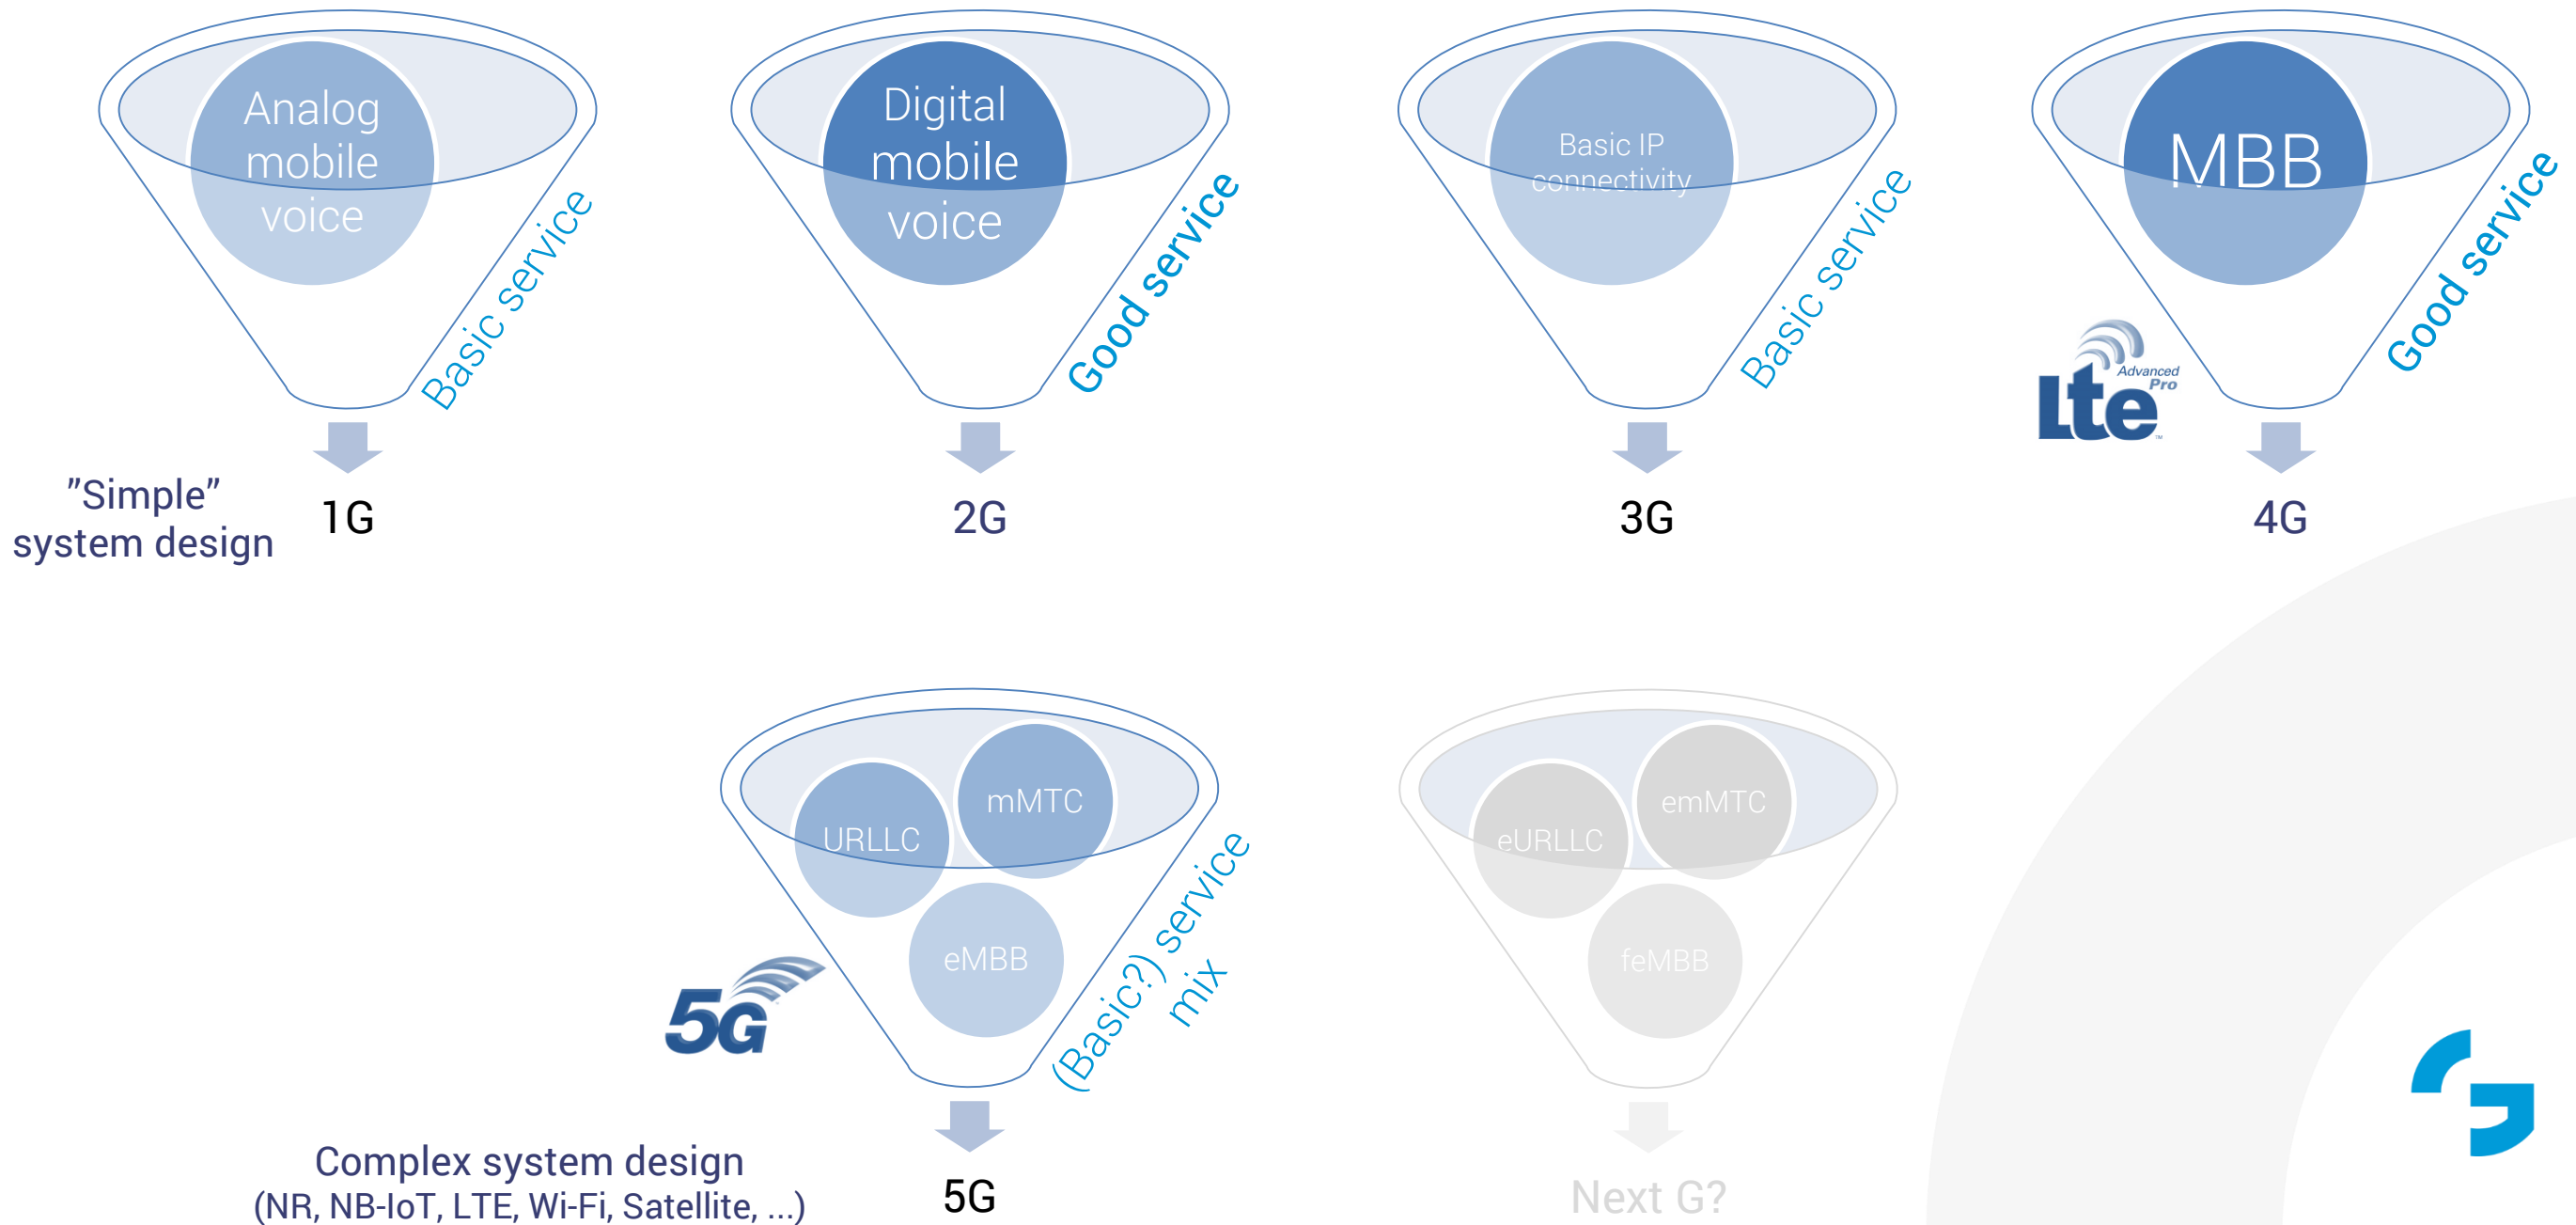 Analog
mobile
voice
Basic service
Digital
mobile
voice
Good service
Basic IP
connectivity
Basic service
MBB
Good service
Lte
Advanced
Pro
™
”Simple”
system design
1G
2G
3G
4G
URLLC
mMTC
eMBB
(Basic?) service
mix
5G
eURLLC
emMTC
feMBB
Complex system design
(NR, NB-IoT, LTE, Wi-Fi, Satellite, ...)
5G
Next G?